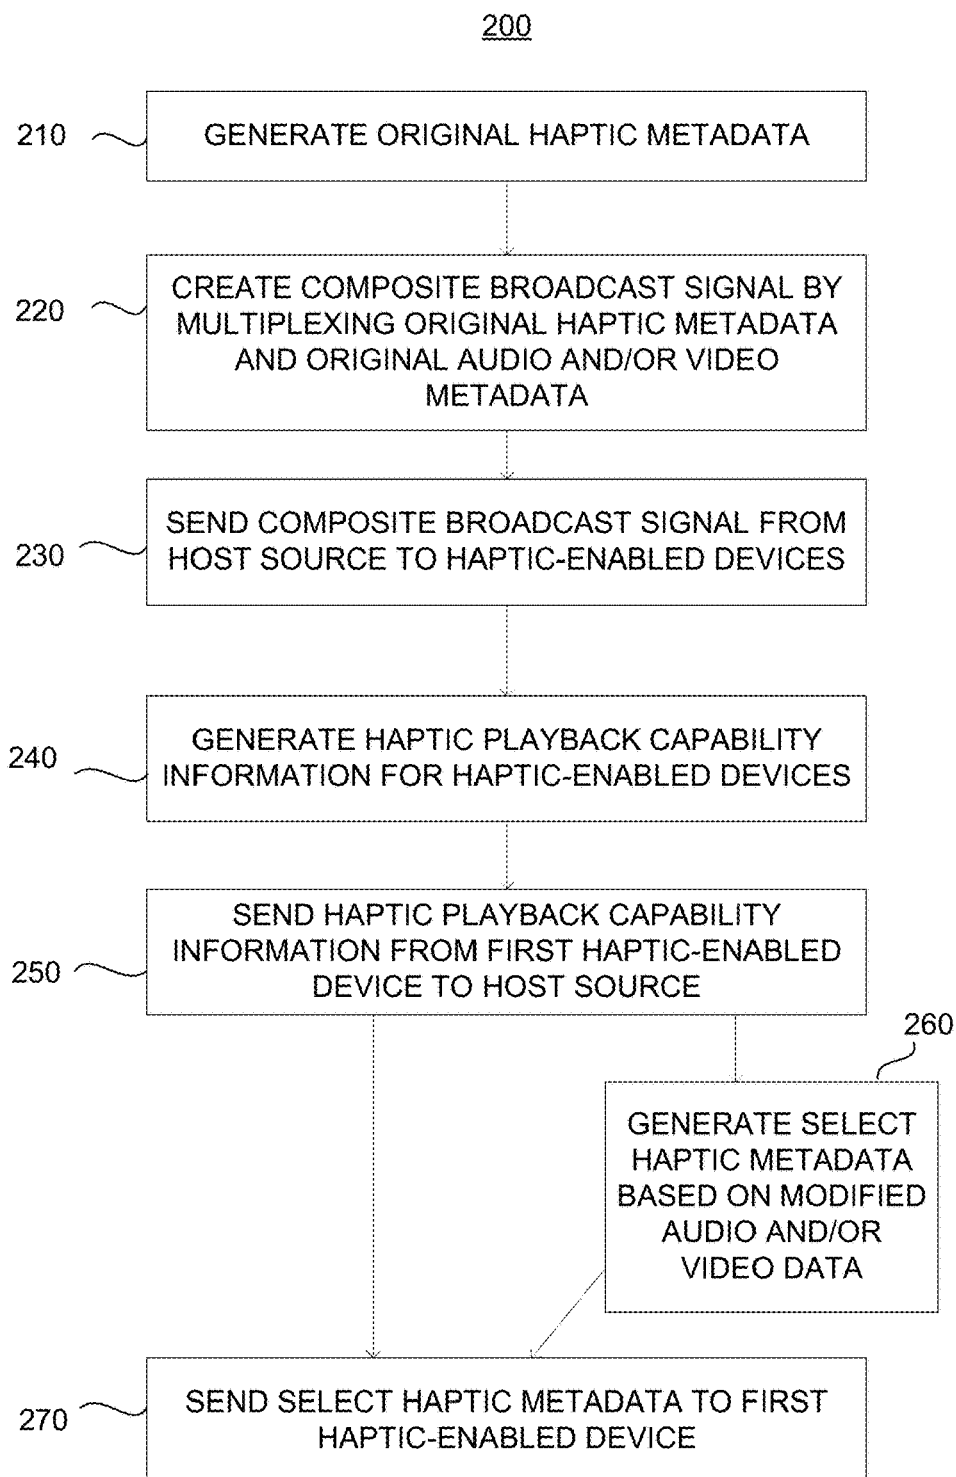 200
210
GENERATE ORIGINAL HAPTIC METADATA
220
CREATE COMPOSITE BROADCAST SIGNAL BY
MULTIPLEXING ORIGINAL HAPTIC METADATA
AND ORIGINAL AUDIO AND/OR VIDEO
METADATA
230
SEND COMPOSITE BROADCAST SIGNAL FROM
HOST SOURCE TO HAPTIC-ENABLED DEVICES
240
GENERATE HAPTIC PLAYBACK CAPABILITY
INFORMATION FOR HAPTIC-ENABLED DEVICES
250
SEND HAPTIC PLAYBACK CAPABILITY
INFORMATION FROM FIRST HAPTIC-ENABLED
DEVICE TO HOST SOURCE
260
GENERATE SELECT
HAPTIC METADATA
BASED ON MODIFIED
AUDIO AND/OR
VIDEO DATA
270
SEND SELECT HAPTIC METADATA TO FIRST
HAPTIC-ENABLED DEVICE